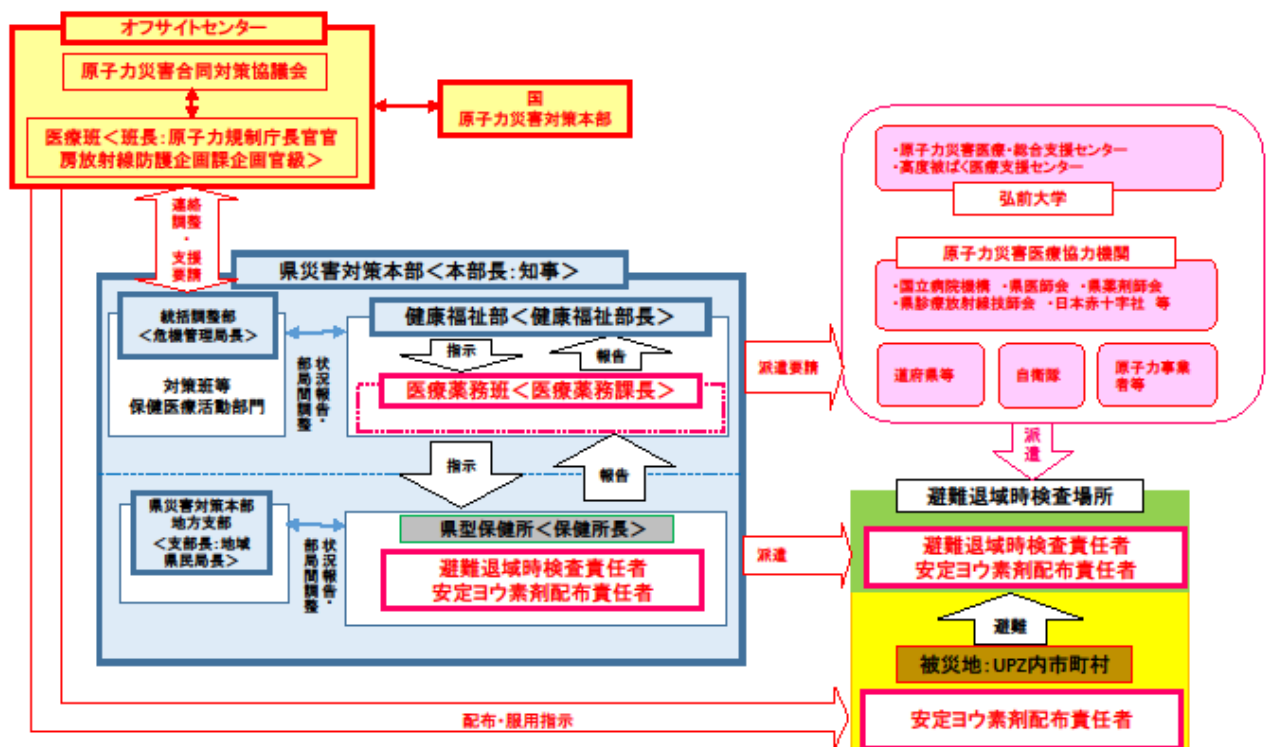 オフサイトセンター
原子力災害合同対策協議会
医療班＜班長：原子力規制庁長官官
房放射線防護企画課企画官級＞
国
原子力災害対策本部
連絡
調整
・
支援
要請
県災害対策本部＜本部長：知事＞
統括調整部
＜危機管理局長＞
対策班等
保健医療活動部門
状況報告・
部局間調整
健康福祉部＜健康福祉部長＞
指示
報告
医療薬務班＜医療薬務課長＞
指示
報告
県災害対策本部
地方支部
＜支部長：地域
県民局長＞
状況報告・
部局間調整
県型保健所＜保健所長＞
避難退域時検査責任者
安定ヨウ素剤配布責任者
派遣要請
派遣
・原子力災害医療・総合支援センター
・高度被ばく医療支援センター
弘前大学
原子力災害医療協力機関
・国立病院機構　・県医師会　・県薬剤師会
・県診療放射線技師会　・日本赤十字社　等
道府県等
自衛隊
原子力事業
者等
派遣
避難退域時検査場所
避難退域時検査責任者
安定ヨウ素剤配布責任者
避難
被災地：UPZ内市町村
安定ヨウ素剤配布責任者
配布・服用指示